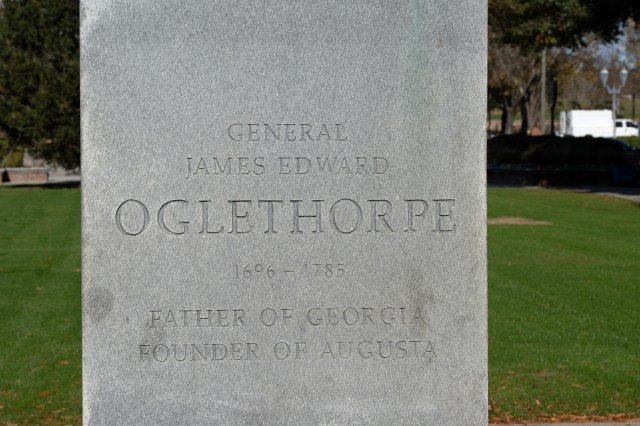 GENERAL
JAMES EDWARD
OGLETHORPE
1696 – 1785
FATHER OF GEORGIA
FOUNDER OF AUGUSTA